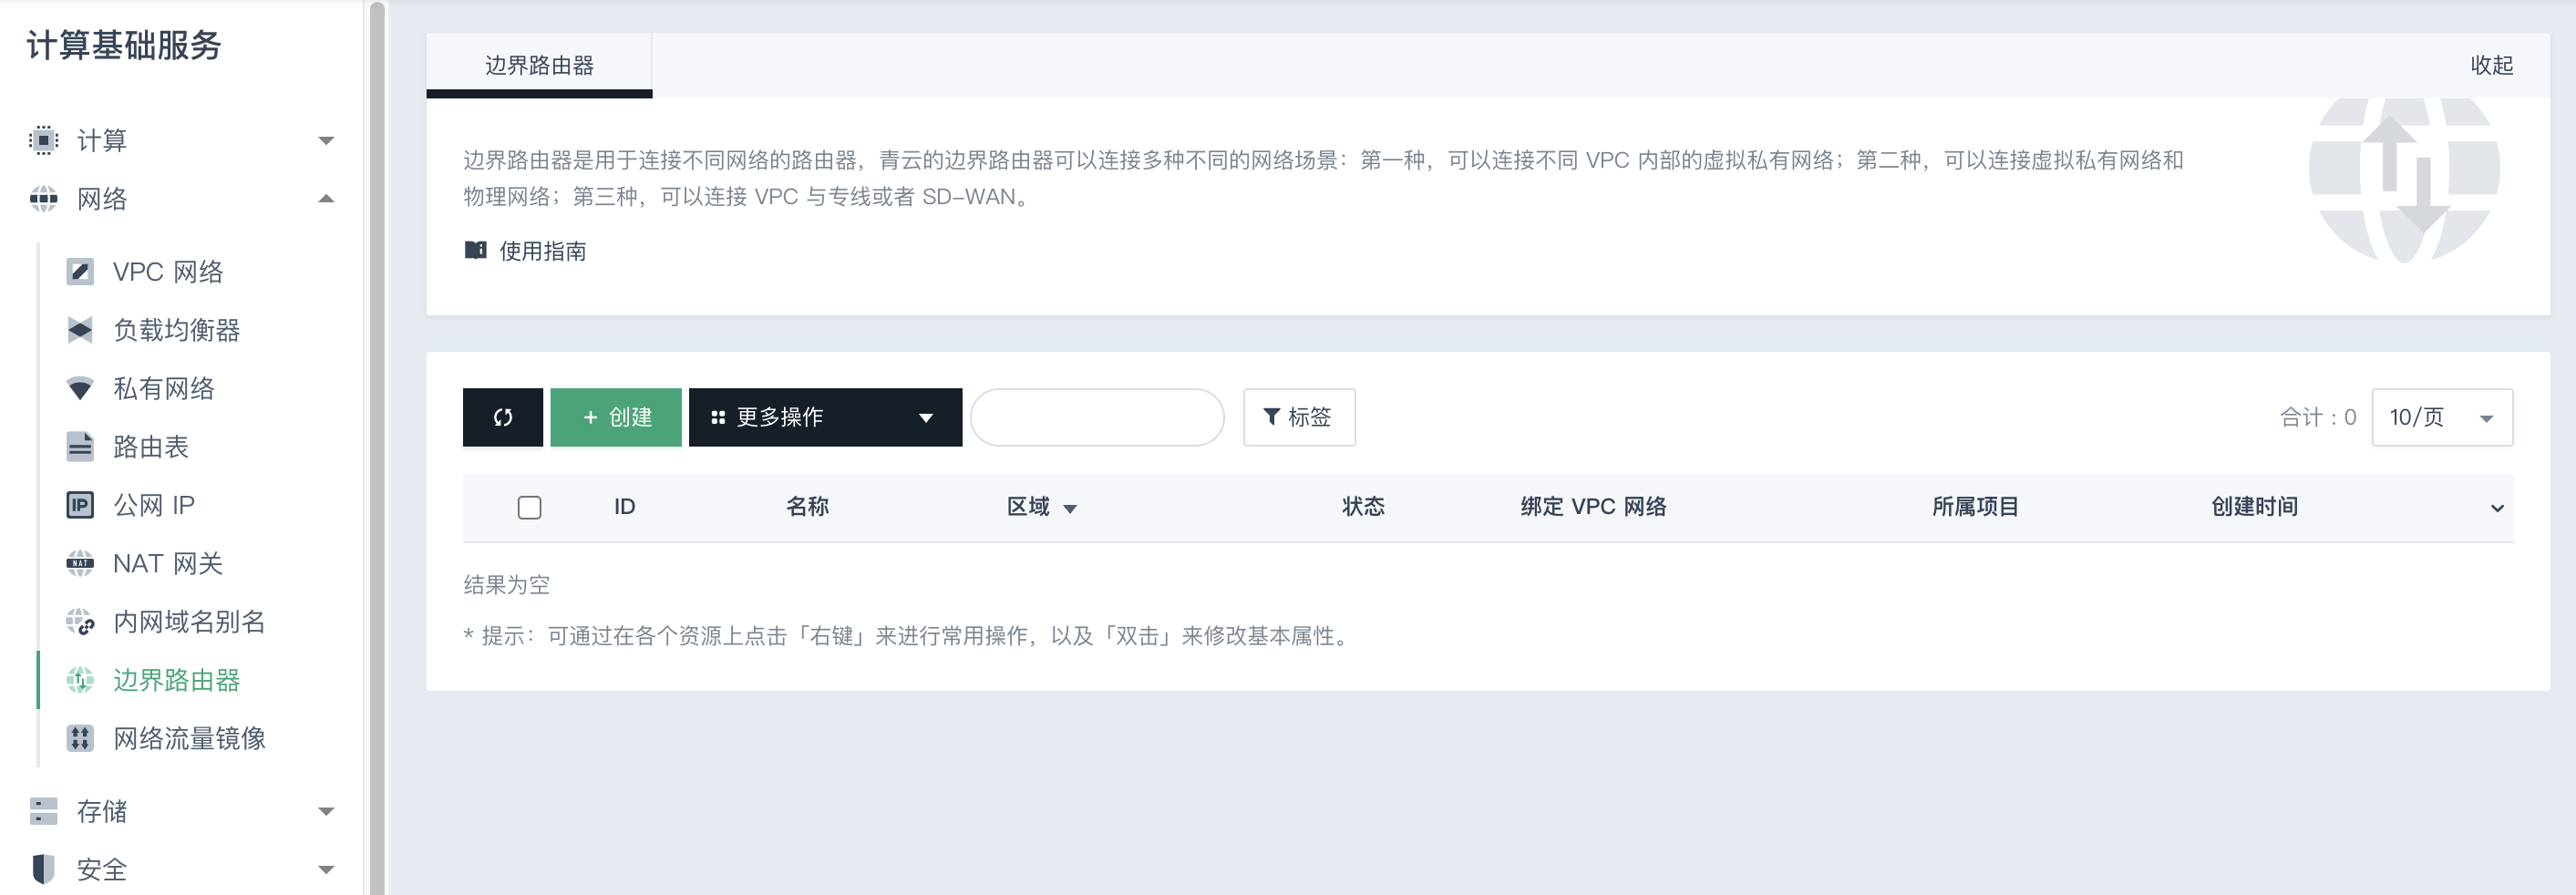 计算基础服务
计算
网络
VPC 网络
负载均衡器
私有网络
路由表
IP 公网 IP
NAT NAT 网关
内网域名别名
边界路由器
网络流量镜像
存储
安全
边界路由器 收起
边界路由器是用于连接不同网络的路由器，青云的边界路由器可以连接多种不同的网络场景：第一种，可以连接不同 VPC 内部的虚拟私有网络；第二种，可以连接虚拟私有网络和
物理网络；第三种，可以连接 VPC 与专线或者 SD-WAN。
使用指南
+ 创建 更多操作 标签 合计：0 10/页
ID 名称 区域 状态 绑定 VPC 网络 所属项目 创建时间
结果为空
* 提示：可通过在各个资源上点击「右键」来进行常用操作，以及「双击」来修改基本属性。